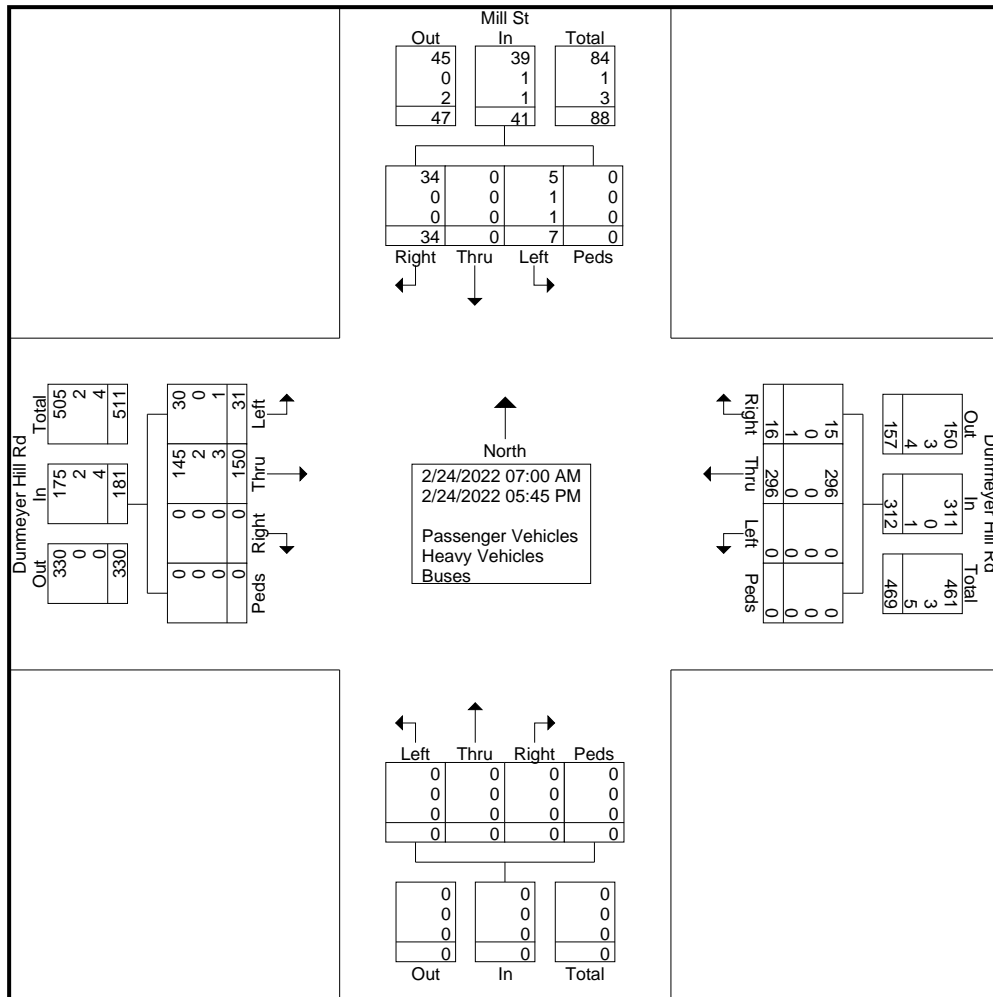 Mill St
Out In Total
45 39 84
0 1 1
2 1 3
47 41 88
34 0 5 0
0 0 1 0
0 0 1 0
34 0 7 0
Right Thru Left Peds
Dunmeyer Hill Rd
Total In Out
505 175 330
2 2 0
4 4 0
511 181 330
30 145 0 0
0 2 0 0
1 3 0 0
31 150 0 0
Left Thru Right Peds
North
2/24/2022 07:00 AM
2/24/2022 05:45 PM
Passenger Vehicles
Heavy Vehicles
Buses
Right Thru Left Peds
15 296 0 0
0 0 0 0
1 0 0 0
16 296 0 0
Dunmeyer Hill Rd
Out In Total
150 311 461
3 0 3
4 1 5
157 312 469
Left Thru Right Peds
0 0 0 0
0 0 0 0
0 0 0 0
0 0 0 0
0 0 0
0 0 0
0 0 0
0 0 0
Out In Total